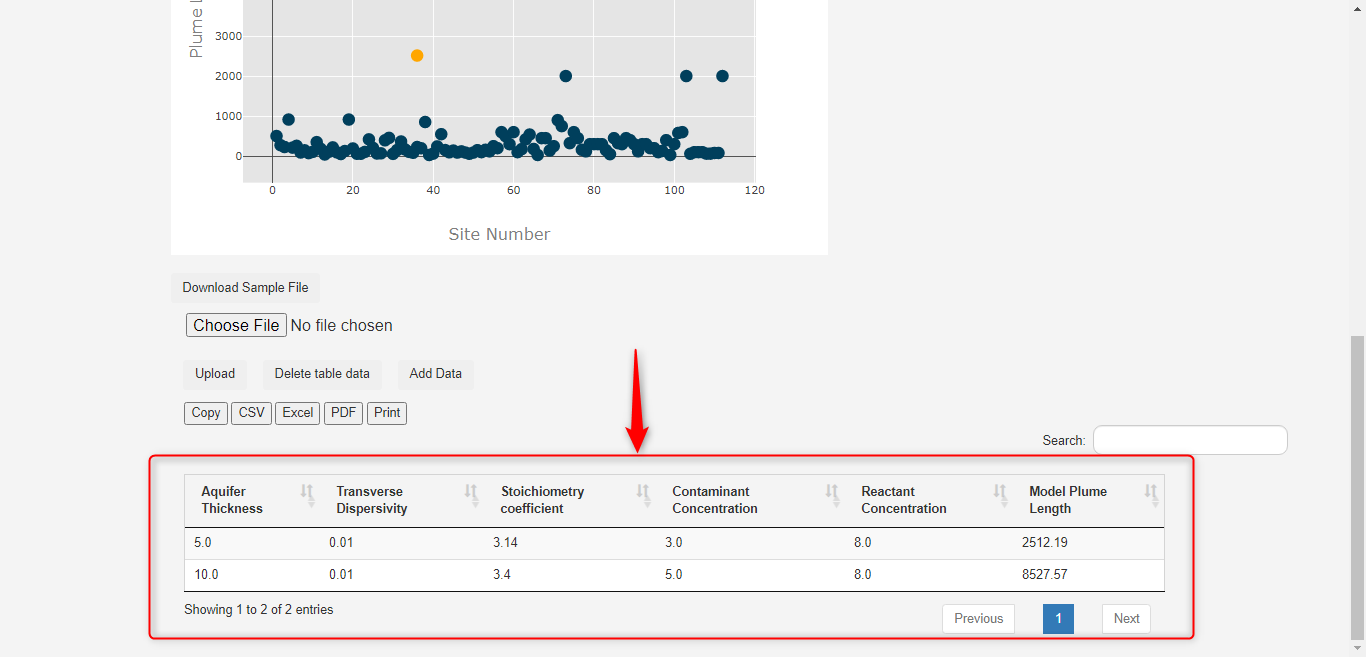 Plume L
3000
2000
1000
0
0 20 40 60 80 100 120
Site Number
Download Sample File
Choose File No file chosen
Upload Delete table data Add Data
Copy CSV Excel PDF Print
Search:
Aquifer Thickness Transverse Dispersivity Stoichiometry coefficient Contaminant Concentration Reactant Concentration Model Plume Length
5.0 0.01 3.14 3.0 8.0 2512.19
10.0 0.01 3.4 5.0 8.0 8527.57
Showing 1 to 2 of 2 entries
Previous 1 Next